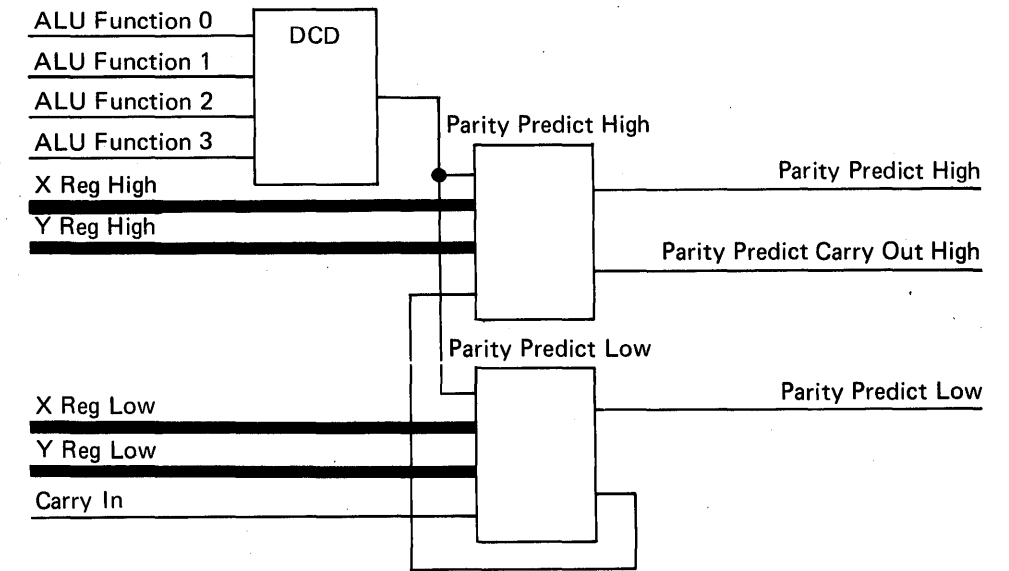 ALU Function 0
DCD
ALU Function 1
ALU Function 2
ALU Function 3
Parity Predict High
X Reg High
Parity Predict High
Y Reg High
Parity Predict Carry Out High
Parity Predict Low
X Reg Low
Parity Predict Low
Y Reg Low
Carry In